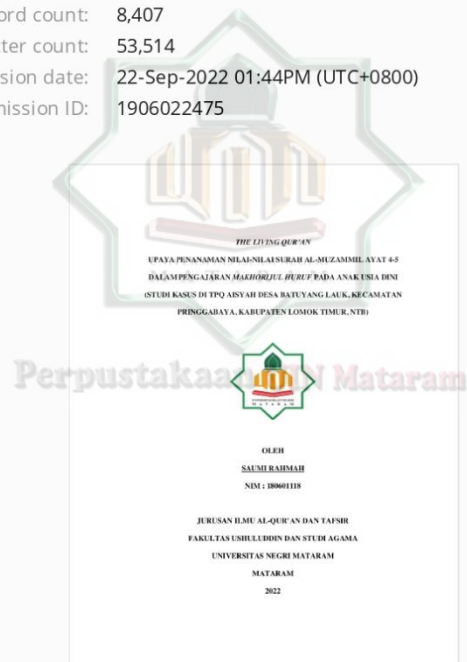 ord count: 8,407
cter count: 53,514
ssion date: 22-Sep-2022 01:44PM (UTC+0800)
mission ID: 1906022475
THE LIVING QUR'AN
UPAYA PENANAMAN NILAI-NILAI SURAH AL-MUZAMMIL AYAT 4-5
DALAM PENGAJARAN MAKHORIJUL HURUF PADA ANAK USIA DINI
(STUDI KASUS DI TPQ AISYAH DESA BATUYANG LAUK, KECAMATAN
PRINGGABAYA, KABUPATEN LOMOK TIMUR, NTB)
Perpustakaan UIN Mataram
OLEH
SAUMI RAHMAH
NIM : 180601118
JURUSAN ILMU AL-QUR'AN DAN TAFSIR
FAKULTAS USHULUDDIN DAN STUDI AGAMA
UNIVERSITAS NEGRI MATARAM
MATARAM
2022